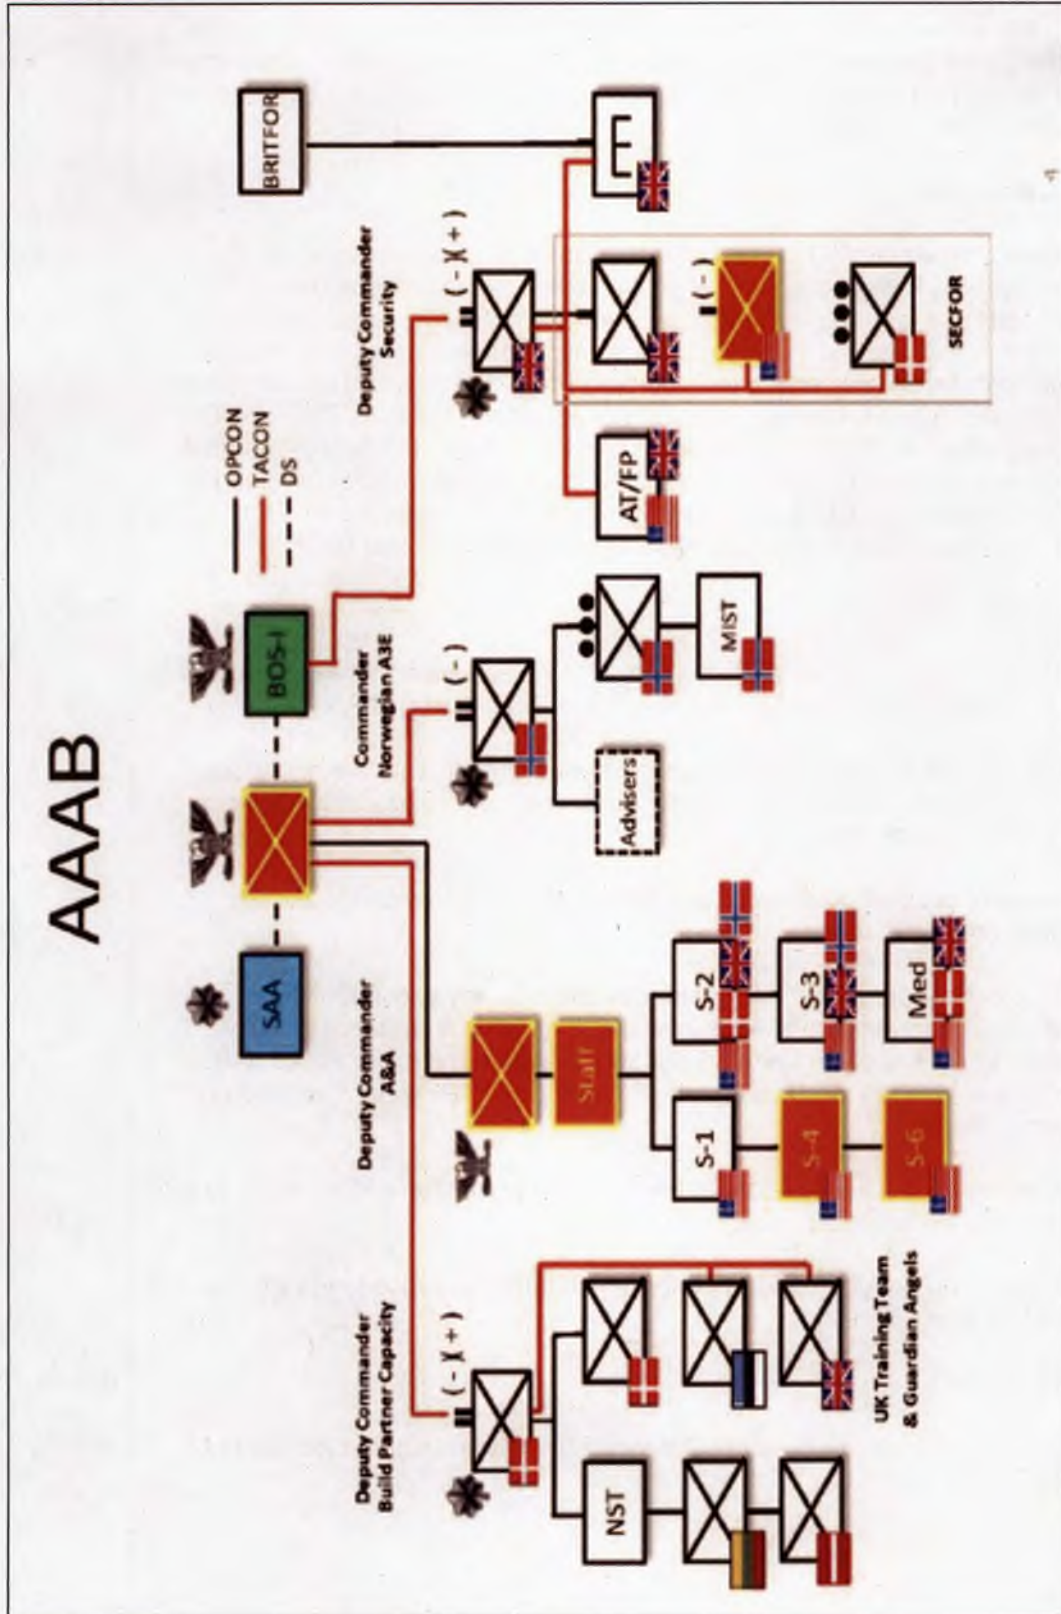 AAAB
SAA
BOS-I
BRITFOR
OPCON
TACON
DS
Deputy Commander
Build Partner Capacity
Deputy Commander
A&A
Commander
Norwegian A3E
Deputy Commander
Security
(-)(+)
(-)
(-)(+)
NST
Staff
S-1
S-2
S-4
S-3
S-6
Med
Advisers
MIST
AT/FP
(-)
SECFOR
UK Training Team
& Guardian Angels
4